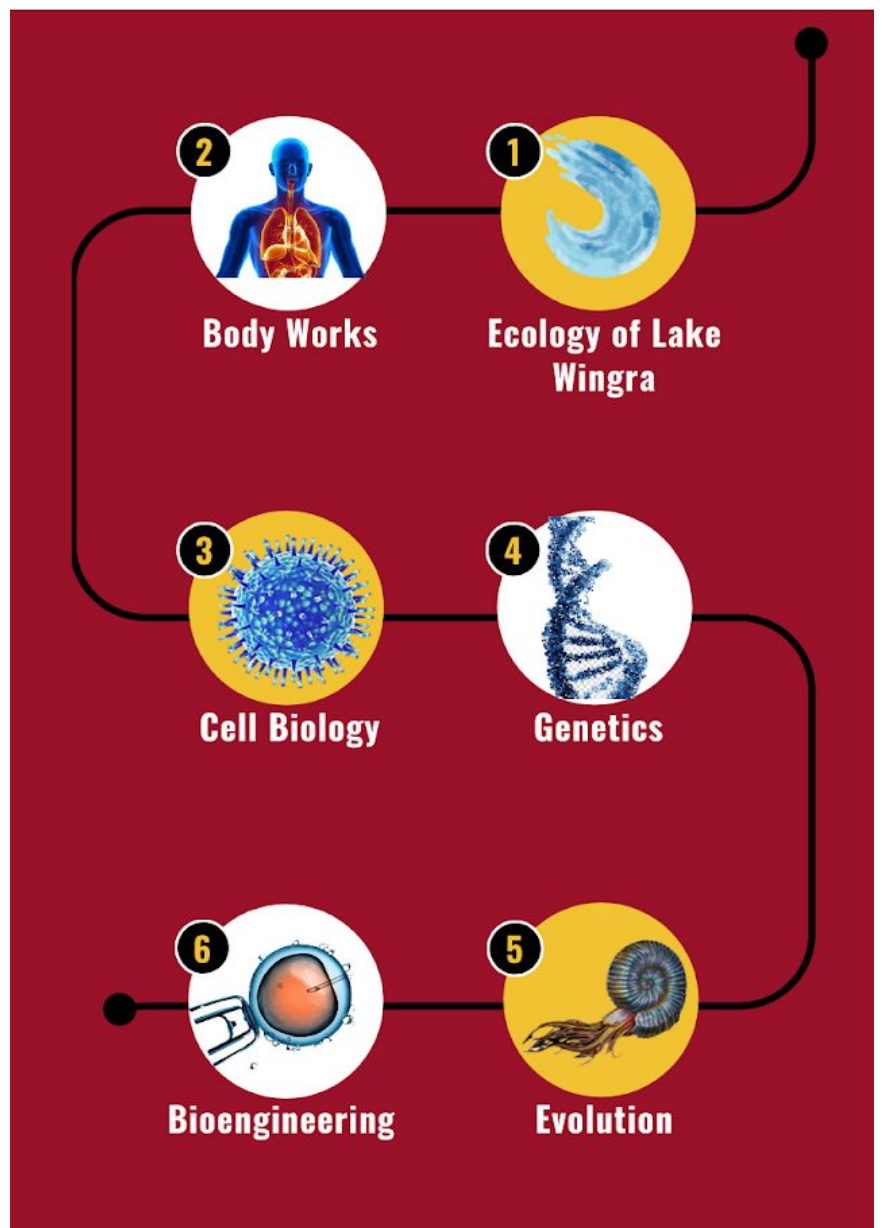 1
Ecology of Lake
Wingra
2
Body Works
3
Cell Biology
4
Genetics
5
Evolution
6
Bioengineering